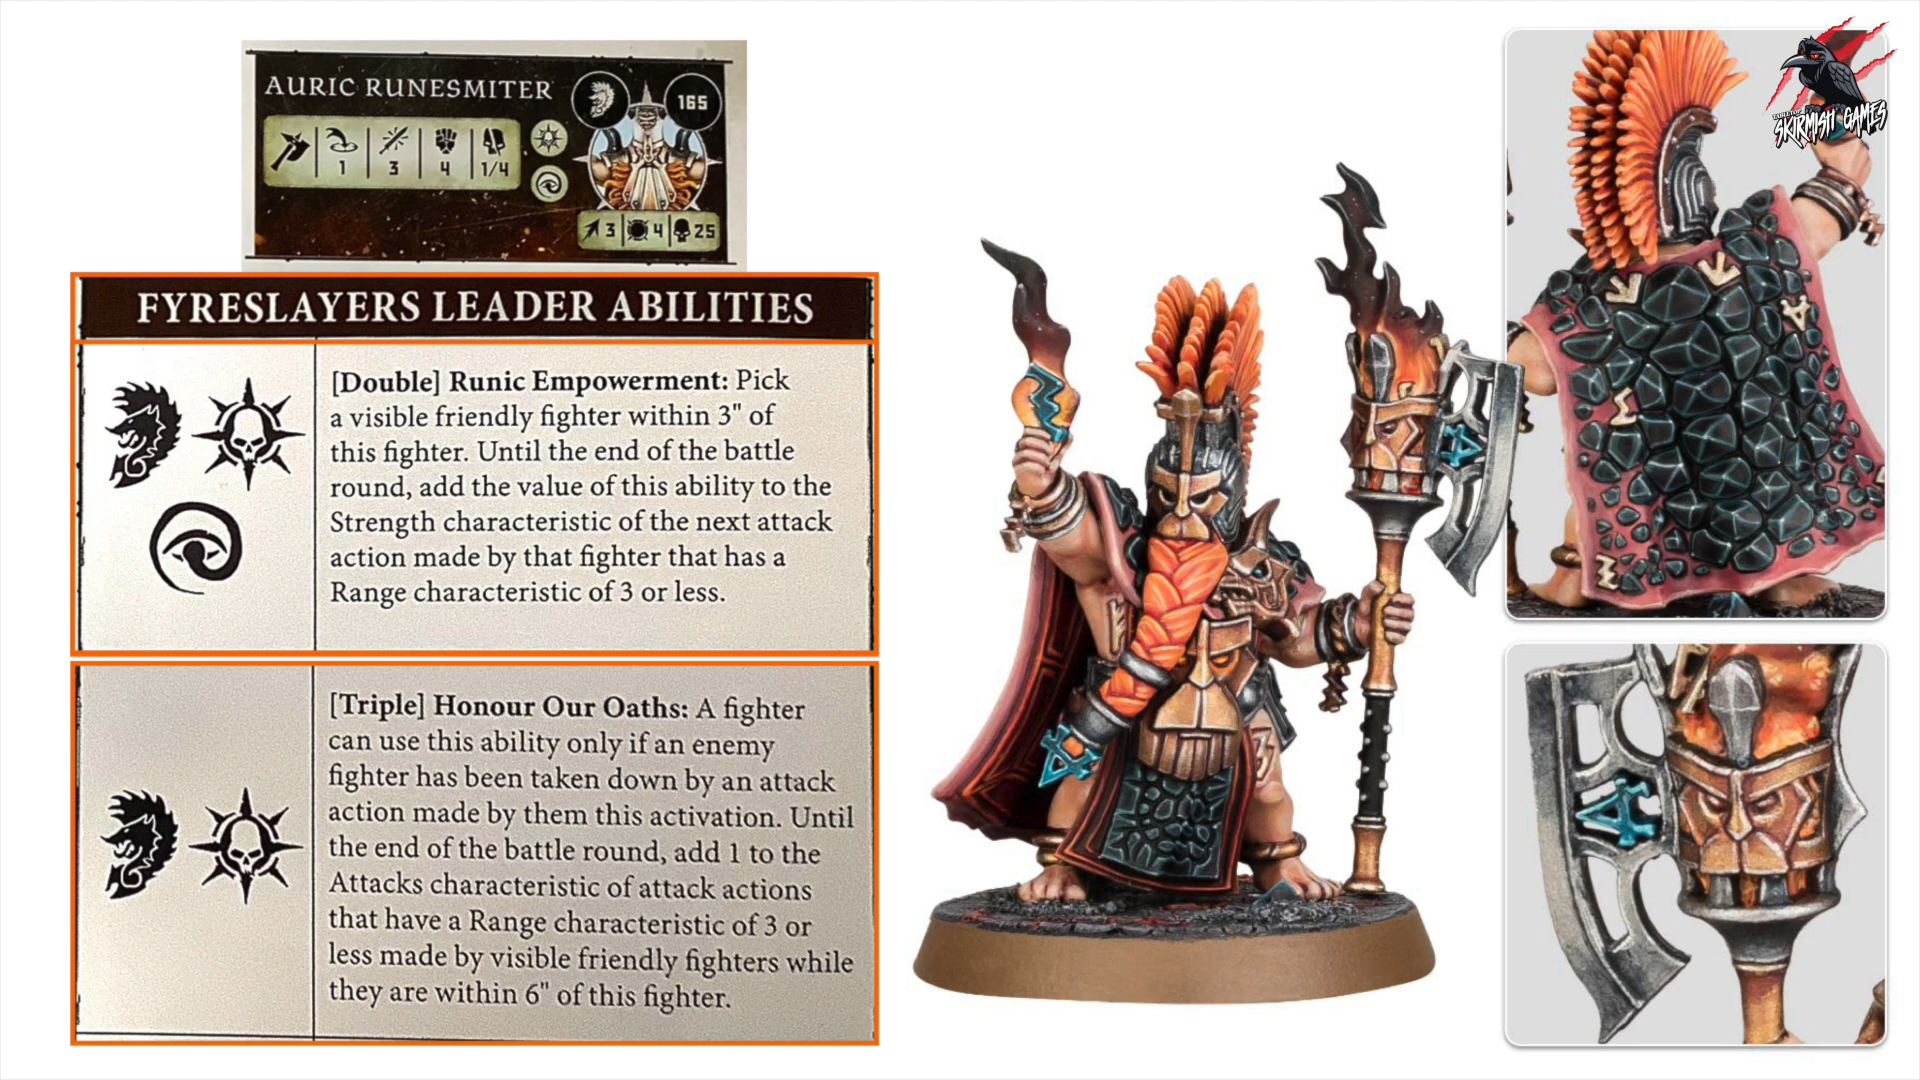 AURIC RUNESMITER
165
1 3 4 1/4
3 4 25
FYRESLAYERS LEADER ABILITIES
[Double] Runic Empowerment: Pick
a visible friendly fighter within 3" of
this fighter. Until the end of the battle
round, add the value of this ability to the
Strength characteristic of the next attack
action made by that fighter that has a
Range characteristic of 3 or less.
[Triple] Honour Our Oaths: A fighter
can use this ability only if an enemy
fighter has been taken down by an attack
action made by them this activation. Until
the end of the battle round, add 1 to the
Attacks characteristic of attack actions
that have a Range characteristic of 3 or
less made by visible friendly fighters while
they are within 6" of this fighter.
SKIRMISH GAMES